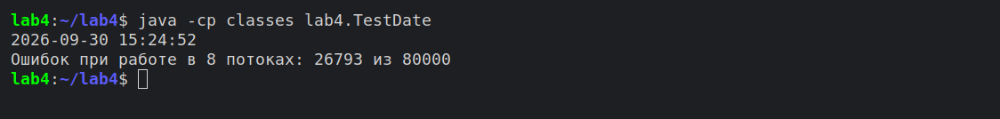 lab4:~/lab4$ java -cp classes lab4.TestDate
2026-09-30 15:24:52
Ошибок при работе в 8 потоках: 26793 из 80000
lab4:~/lab4$